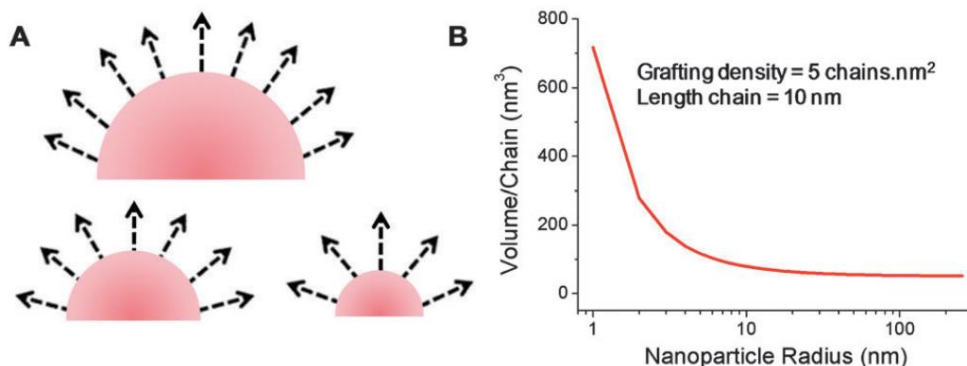 A
B
800
600
400
200
0
Volume/Chain (nm³)
Grafting density = 5 chains.nm²
Length chain = 10 nm
1
10
100
Nanoparticle Radius (nm)